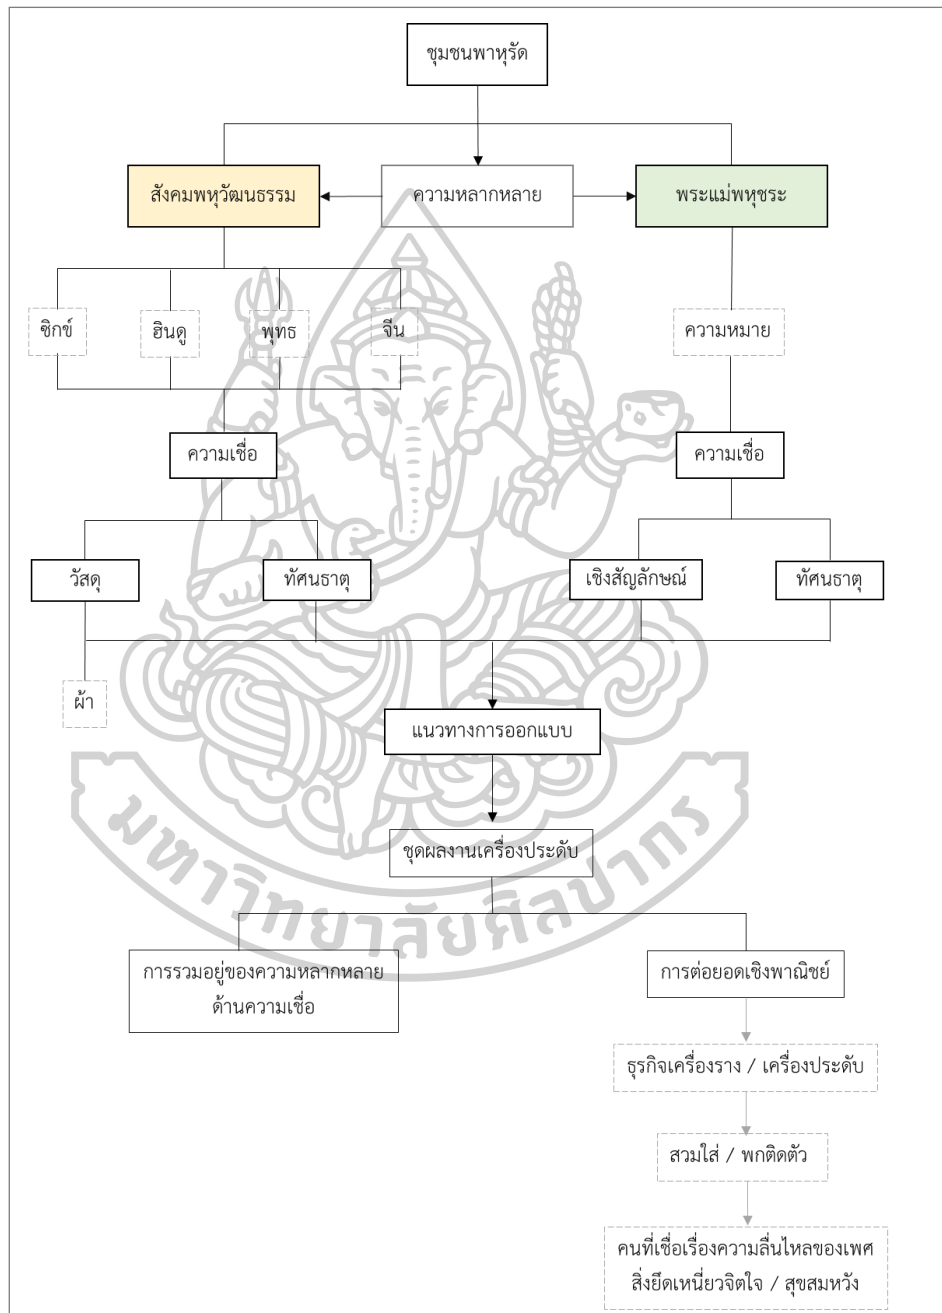 ชุมชนพาหุรัด
สังคมพหุวัฒนธรรม
ความหลากหลาย
พระแม่พหุชระ
ซิกข์
ฮินดู
พุทธ
จีน
ความหมาย
ความเชื่อ
ความเชื่อ
วัสดุ
ทัศนธาตุ
เชิงสัญลักษณ์
ทัศนธาตุ
ผ้า
แนวทางการออกแบบ
ชุดผลงานเครื่องประดับ
มหาวิทยาลัยศิลปากร
การรวมอยู่ของความหลากหลาย
ด้านความเชื่อ
การต่อยอดเชิงพาณิชย์
ธุรกิจเครื่องราง / เครื่องประดับ
สวมใส่ / พกติดตัว
คนที่เชื่อเรื่องความลื่นไหลของเพศ
สิ่งยึดเหนี่ยวจิตใจ / สุขสมหวัง